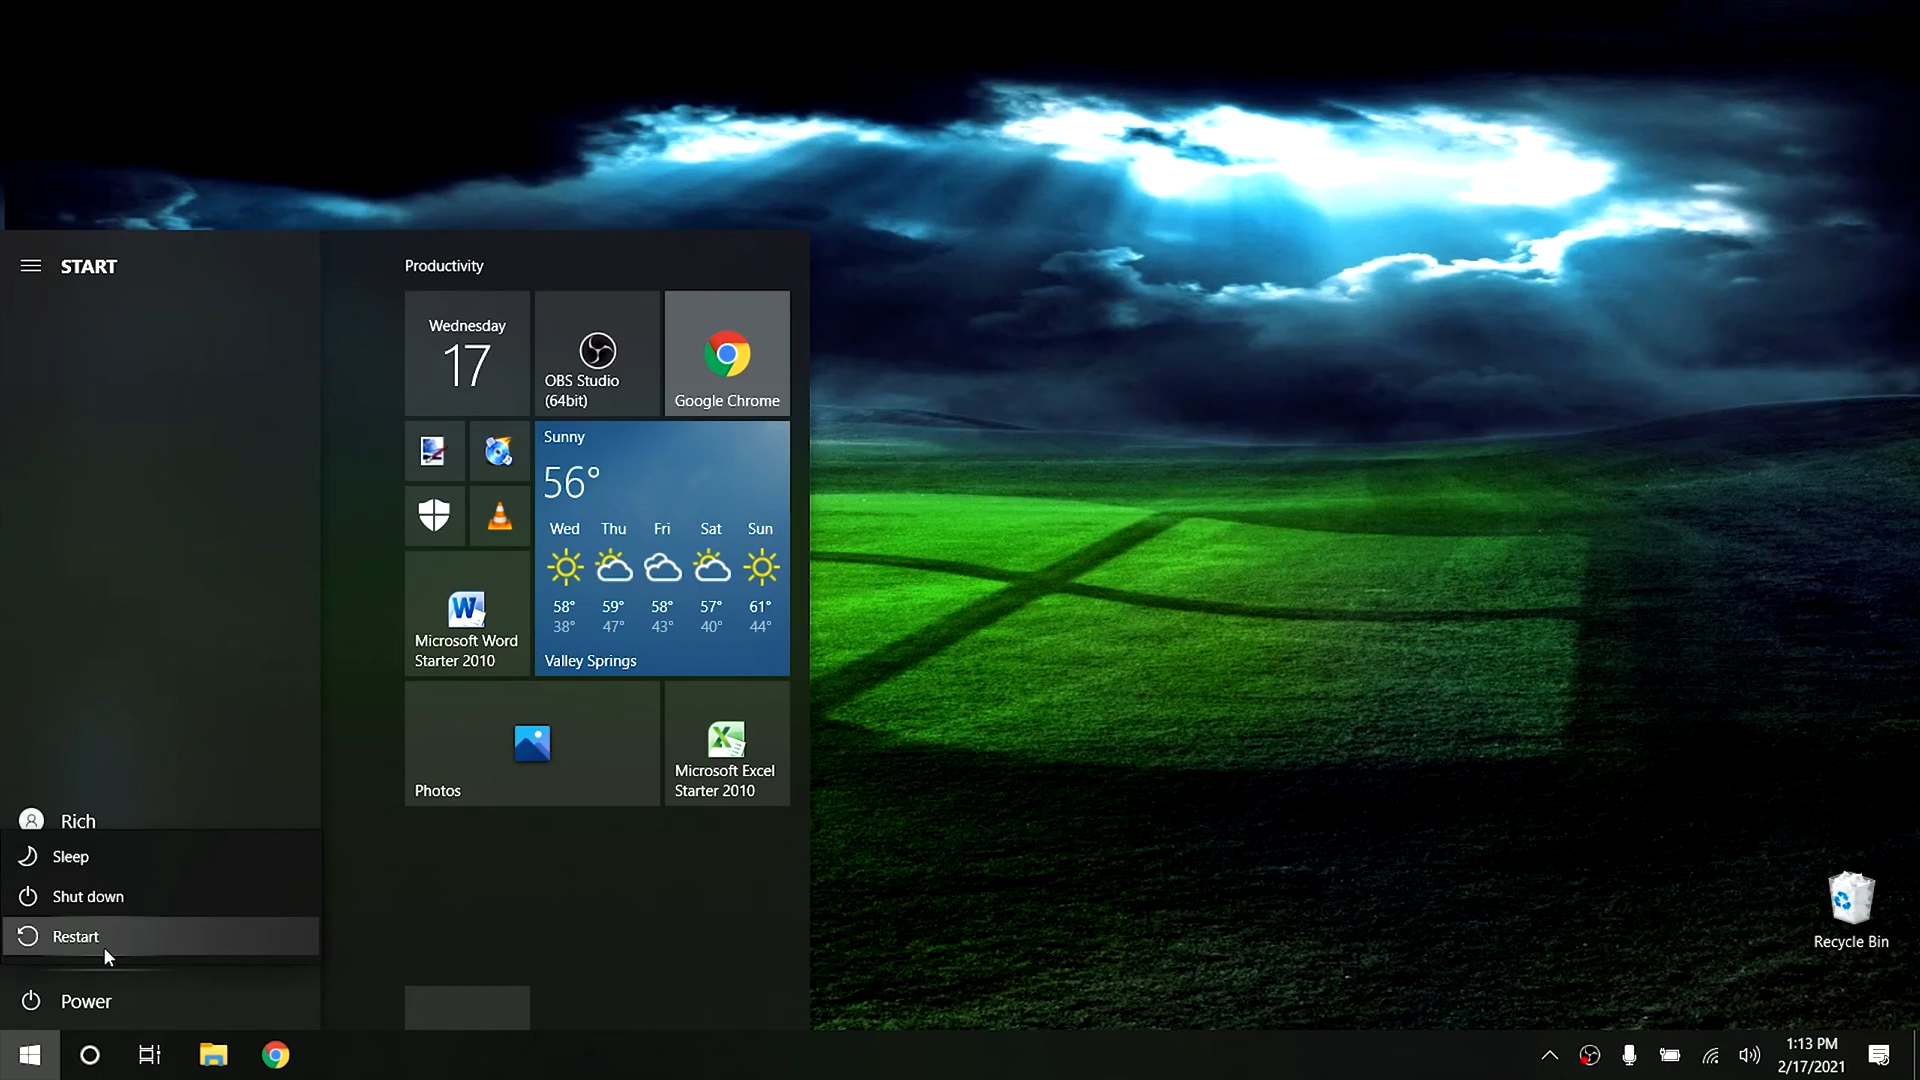 START
Productivity
Wednesday
17
OBS Studio
(64bit)
Google Chrome
Sunny
56°
Wed Thu Fri Sat Sun
58° 59° 58° 57° 61°
38° 47° 43° 40° 44°
Valley Springs
Microsoft Word
Starter 2010
Photos
Microsoft Excel
Starter 2010
Rich
Sleep
Shut down
Restart
Power
Recycle Bin
1:13 PM
2/17/2021